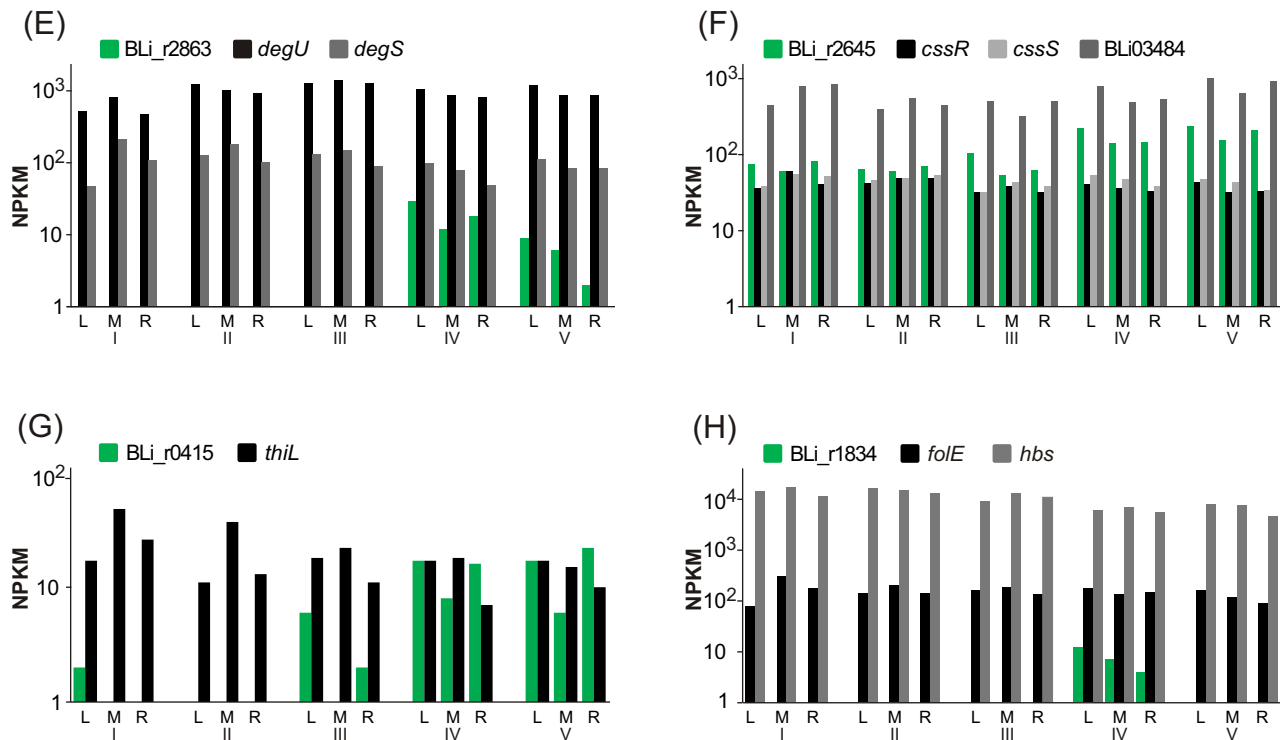 (E)
BLi_r2863 degU degS
NPKM
10³
10²
10
1
L M R L M R L M R L M R L M R
I II III IV V
(F)
BLi_r2645 cssR cssS BLi03484
NPKM
10³
10²
10
1
L M R L M R L M R L M R L M R
I II III IV V
(G)
BLi_r0415 thiL
NPKM
10²
10
1
L M R L M R L M R L M R L M R
I II III IV V
(H)
BLi_r1834 folE hbs
NPKM
10⁴
10³
10²
10
1
L M R L M R L M R L M R L M R
I II III IV V